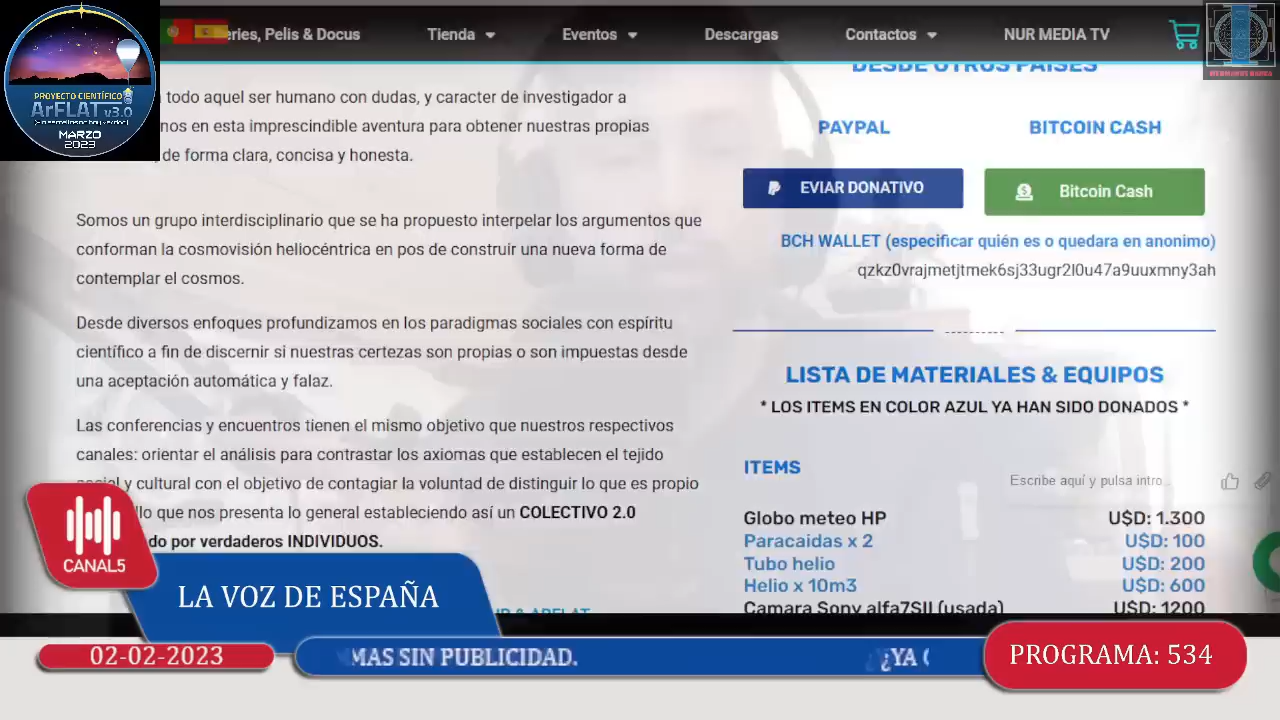 eries, Pelis & Docus
Tienda
Eventos
Descargas
Contactos
NUR MEDIA TV
PROYECTO CIENTÍFICO
ArFLAT v3.0
MARZO
2023
DESDE OTROS PAISES
todo aquel ser humano con dudas, y caracter de investigador a
nos en esta imprescindible aventura para obtener nuestras propias
de forma clara, concisa y honesta.
Somos un grupo interdisciplinario que se ha propuesto interpelar los argumentos que
conforman la cosmovisión heliocéntrica en pos de construir una nueva forma de
contemplar el cosmos.
Desde diversos enfoques profundizamos en los paradigmas sociales con espíritu
científico a fin de discernir si nuestras certezas son propias o son impuestas desde
una aceptación automática y falaz.
Las conferencias y encuentros tienen el mismo objetivo que nuestros respectivos
canales: orientar el análisis para contrastar los axiomas que establecen el tejido
social y cultural con el objetivo de contagiar la voluntad de distinguir lo que es propio
llo que nos presenta lo general estableciendo así un COLECTIVO 2.0
do por verdaderos INDIVIDUOS.
PAYPAL
BITCOIN CASH
EVIAR DONATIVO
Bitcoin Cash
BCH WALLET (especificar quién es o quedara en anonimo)
qzkz0vrajmetjtmek6sj33ugr2l0u47a9uuxmny3ah
LISTA DE MATERIALES & EQUIPOS
* LOS ITEMS EN COLOR AZUL YA HAN SIDO DONADOS *
ITEMS
Escribe aquí y pulsa intro..
Globo meteo HP U$D: 1.300
Paracaidas x 2 U$D: 100
Tubo helio U$D: 200
Helio x 10m3 U$D: 600
Camara Sony alfa7SII (usada) U$D: 1200
CANAL5
LA VOZ DE ESPAÑA
02-02-2023
MAS SIN PUBLICIDAD.
¿YA
PROGRAMA: 534